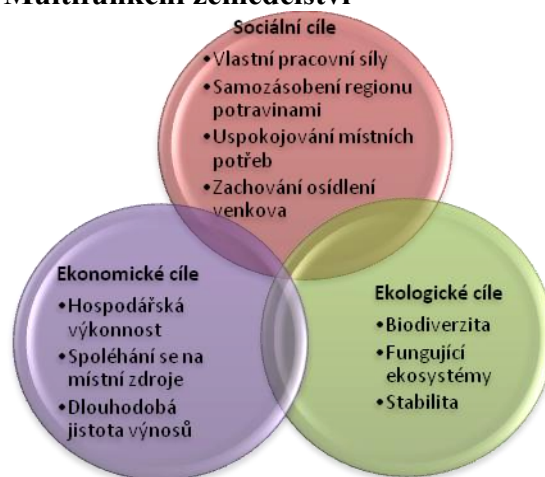 Multifunkční zemědělství
Sociální cíle
•Vlastní pracovní síly
•Samozásobení regionu
potravinami
•Uspokojování místních
potřeb
•Zachování osídlení
venkova
Ekonomické cíle
•Hospodářská
výkonnost
•Spoléhání se na
místní zdroje
•Dlouhodobá
jistota výnosů
Ekologické cíle
•Biodiverzita
•Fungující
ekosystémy
•Stabilita